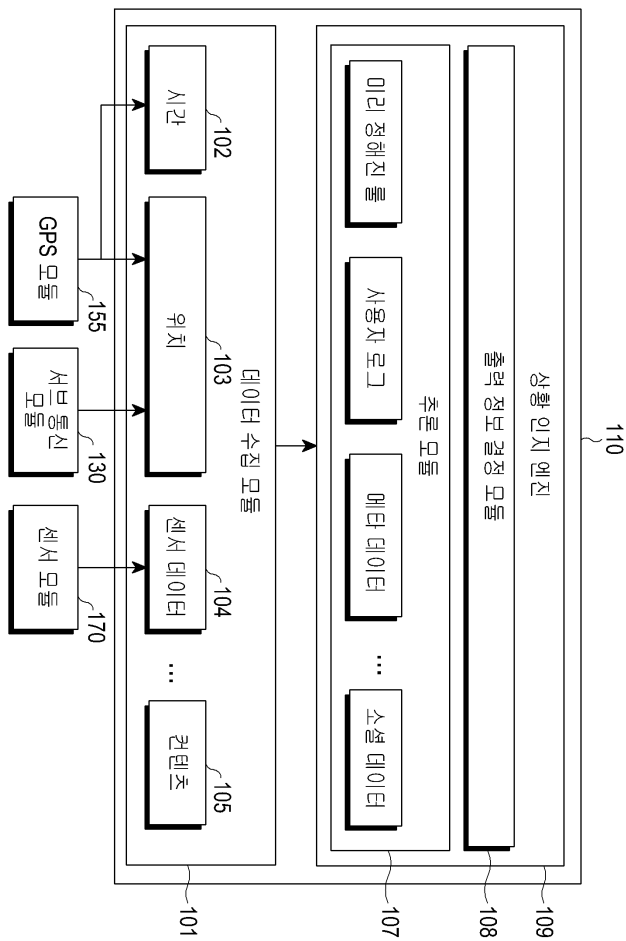 110
상황 인지 엔진
109
출력 정보 결정 모듈
108
추론 모듈
107
미리 정해진 룰
사용자 로그
메타 데이터
...
소셜 데이터
데이터 수집 모듈
101
시간
102
위치
103
센서 데이터
104
...
컨텐츠
105
GPS 모듈
155
서브 통신
모듈
130
센서 모듈
170